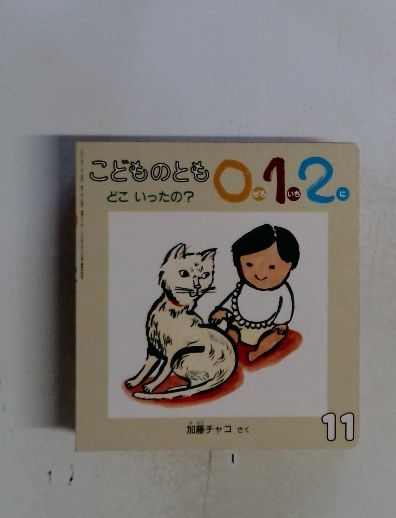 こどものとも 0.1.2.
ぜろ いち に
どこ いったの?
加藤チャコ さく
11